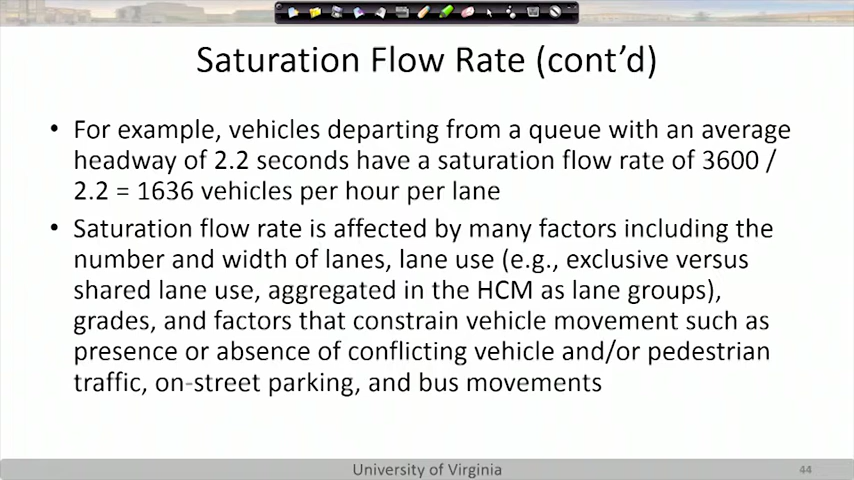 Saturation Flow Rate (cont’d)
• For example, vehicles departing from a queue with an average
headway of 2.2 seconds have a saturation flow rate of 3600 /
2.2 = 1636 vehicles per hour per lane
• Saturation flow rate is affected by many factors including the
number and width of lanes, lane use (e.g., exclusive versus
shared lane use, aggregated in the HCM as lane groups),
grades, and factors that constrain vehicle movement such as
presence or absence of conflicting vehicle and/or pedestrian
traffic, on-street parking, and bus movements
University of Virginia
44